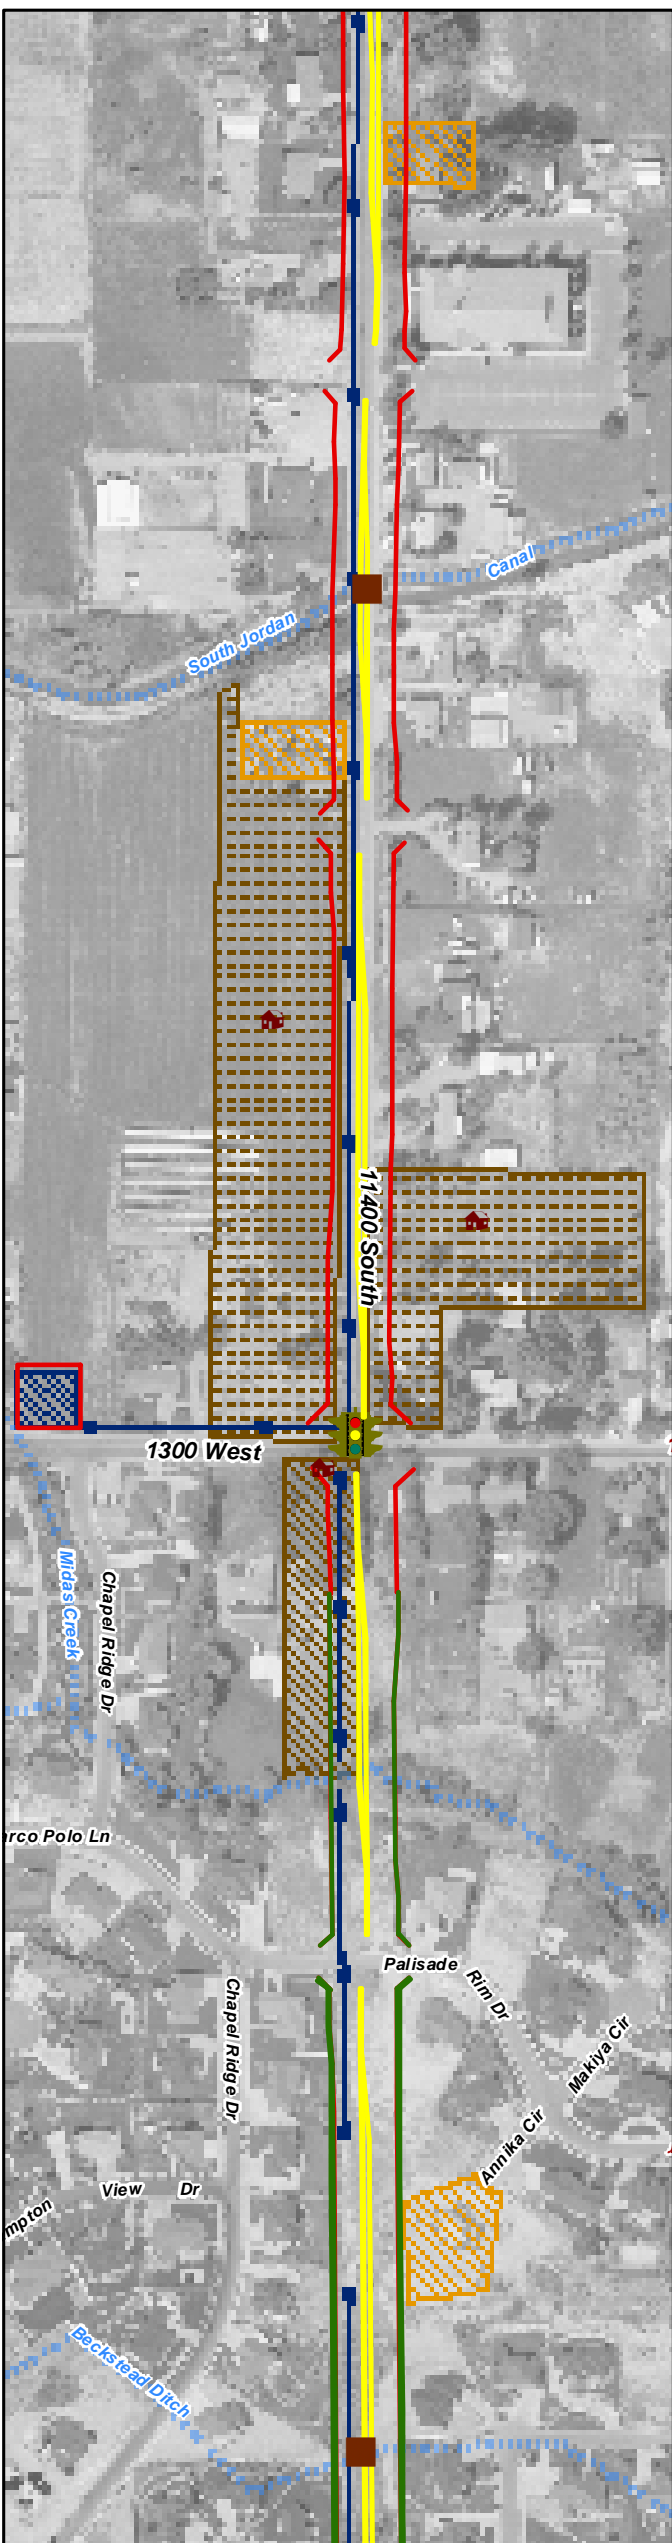 Canal
South Jordan
11400 South
1300 West
Midas Creek
Chapel Ridge Dr
arco Polo Ln
Palisade
Rim Dr
Chapel Ridge Dr
Makiya Cir
Annika Cir
View Dr
mpton
Beckstead Ditch